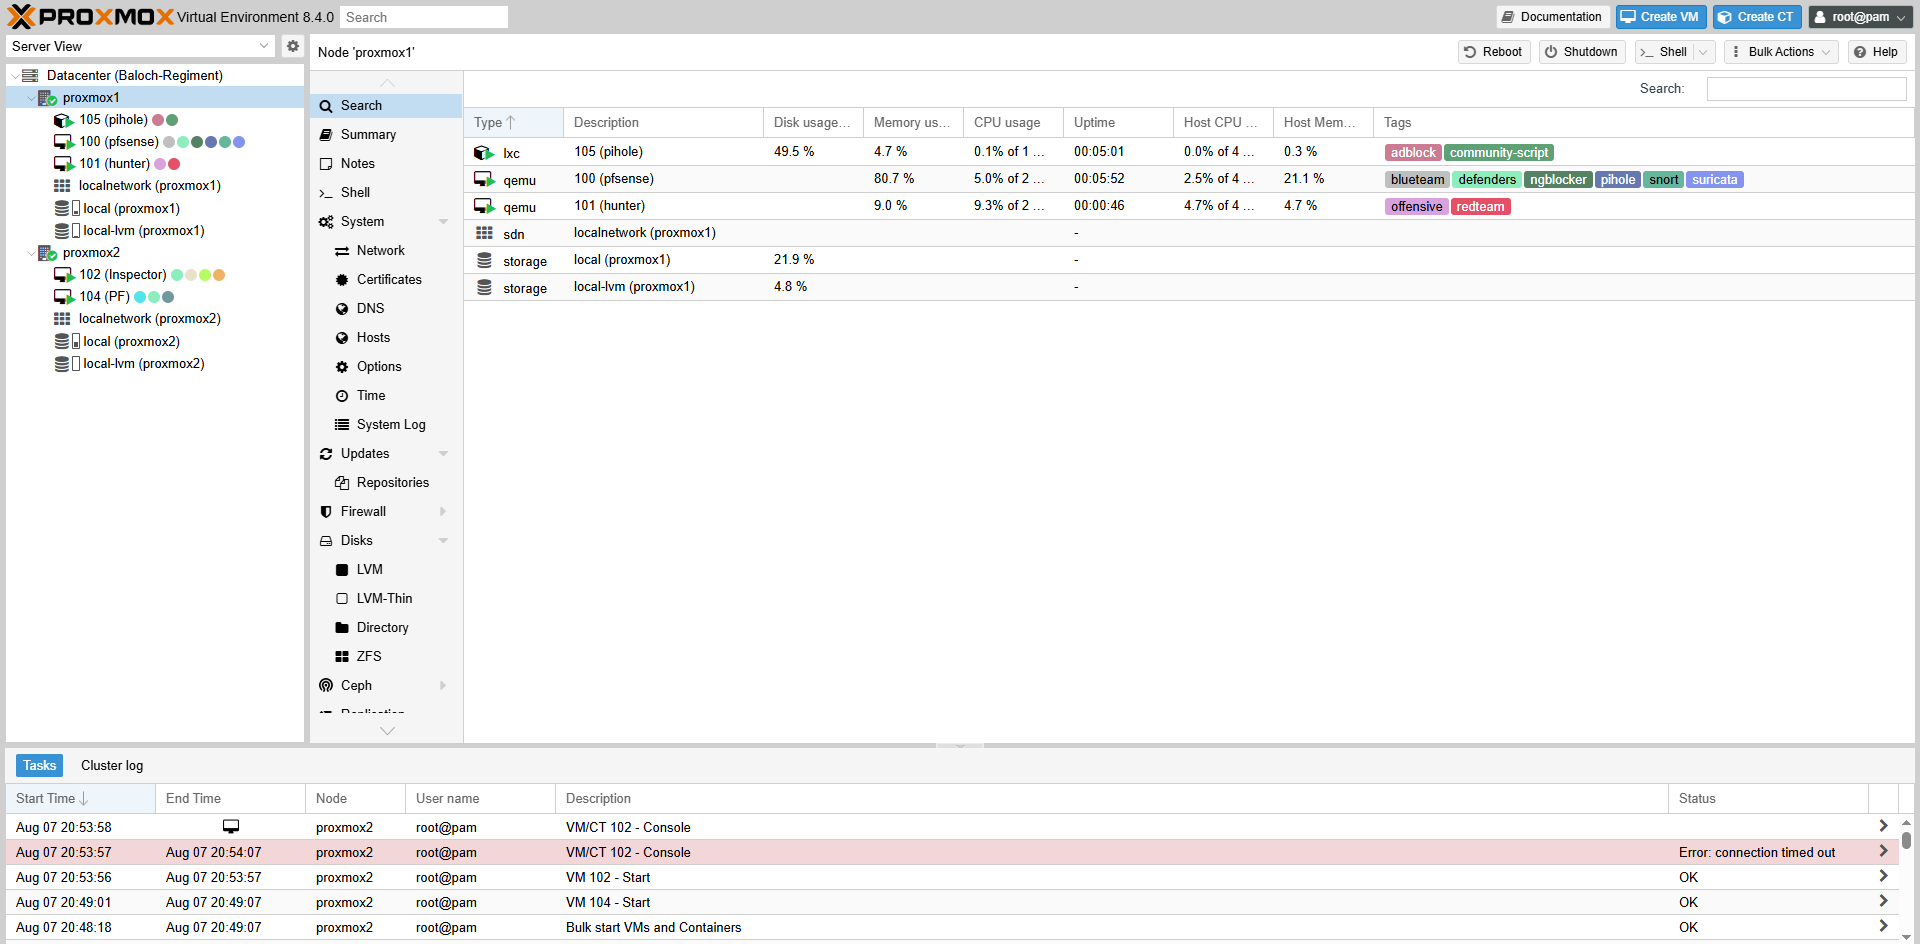 PROXMOX Virtual Environment 8.4.0 Search Documentation Create VM Create CT root@pam
Server View
Datacenter (Baloch-Regiment)
proxmox1
105 (pihole)
100 (pfsense)
101 (hunter)
localnetwork (proxmox1)
local (proxmox1)
local-lvm (proxmox1)
proxmox2
102 (Inspector)
104 (PF)
localnetwork (proxmox2)
local (proxmox2)
local-lvm (proxmox2)
Node 'proxmox1' Reboot Shutdown Shell Bulk Actions Help
Search
Summary
Notes
Shell
System
Network
Certificates
DNS
Hosts
Options
Time
System Log
Updates
Repositories
Firewall
Disks
LVM
LVM-Thin
Directory
ZFS
Ceph
Replication
Search:
Type Description Disk usage... Memory us... CPU usage Uptime Host CPU ... Host Mem... Tags
lxc 105 (pihole) 49.5 % 4.7 % 0.1% of 1 ... 00:05:01 0.0% of 4 ... 0.3 % adblock community-script
qemu 100 (pfsense) 80.7 % 5.0% of 2 ... 00:05:52 2.5% of 4 ... 21.1 % blueteam defenders ngblocker pihole snort suricata
qemu 101 (hunter) 9.0 % 9.3% of 2 ... 00:00:46 4.7% of 4 ... 4.7 % offensive redteam
sdn localnetwork (proxmox1) -
storage local (proxmox1) 21.9 % -
storage local-lvm (proxmox1) 4.8 % -
Tasks Cluster log
Start Time End Time Node User name Description Status
Aug 07 20:53:58 proxmox2 root@pam VM/CT 102 - Console
Aug 07 20:53:57 Aug 07 20:54:07 proxmox2 root@pam VM/CT 102 - Console Error: connection timed out
Aug 07 20:53:56 Aug 07 20:53:57 proxmox2 root@pam VM 102 - Start OK
Aug 07 20:49:01 Aug 07 20:49:07 proxmox2 root@pam VM 104 - Start OK
Aug 07 20:48:18 Aug 07 20:49:07 proxmox2 root@pam Bulk start VMs and Containers OK